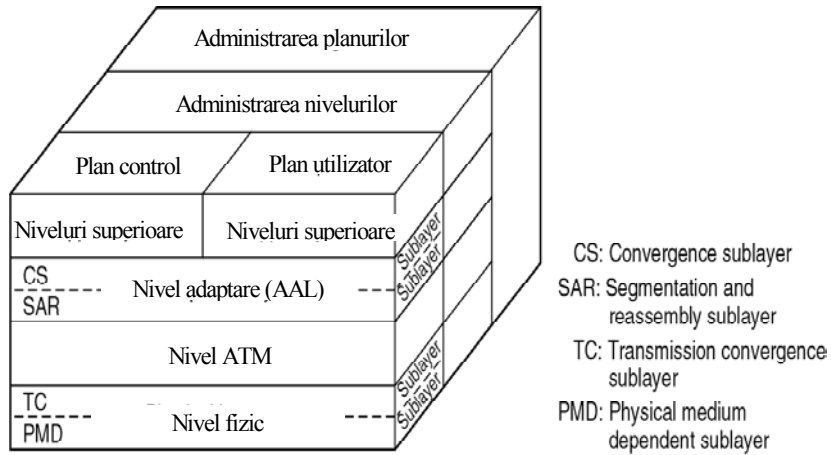 Administrarea planurilor
Administrarea nivelurilor
Plan control
Plan utilizator
Niveluri superioare
Niveluri superioare
Sublayer
Sublayer
CS
SAR
Nivel adaptare (AAL)
Nivel ATM
Sublayer
Sublayer
TC
PMD
Nivel fizic
CS: Convergence sublayer
SAR: Segmentation and
reassembly sublayer
TC: Transmission convergence
sublayer
PMD: Physical medium
dependent sublayer